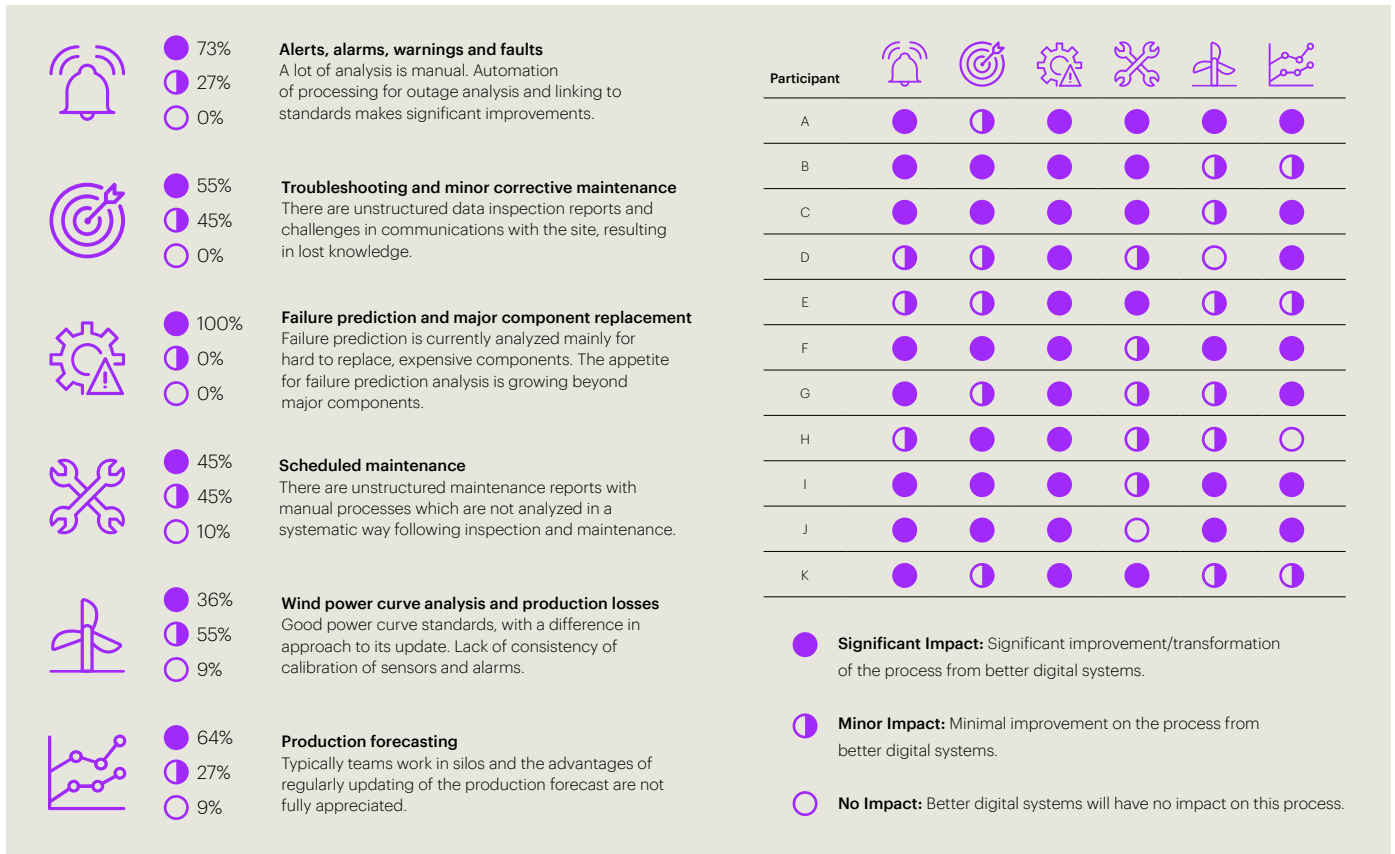 73%
27%
0%
Alerts, alarms, warnings and faults
A lot of analysis is manual. Automation
of processing for outage analysis and linking to
standards makes significant improvements.
55%
45%
0%
Troubleshooting and minor corrective maintenance
There are unstructured data inspection reports and
challenges in communications with the site, resulting
in lost knowledge.
100%
0%
0%
Failure prediction and major component replacement
Failure prediction is currently analyzed mainly for
hard to replace, expensive components. The appetite
for failure prediction analysis is growing beyond
major components.
45%
45%
10%
Scheduled maintenance
There are unstructured maintenance reports with
manual processes which are not analyzed in a
systematic way following inspection and maintenance.
36%
55%
9%
Wind power curve analysis and production losses
Good power curve standards, with a difference in
approach to its update. Lack of consistency of
calibration of sensors and alarms.
64%
27%
9%
Production forecasting
Typically teams work in silos and the advantages of
regularly updating of the production forecast are not
fully appreciated.
Participant
A
B
C
D
E
F
G
H
I
J
K
Significant Impact: Significant improvement/transformation
of the process from better digital systems.
Minor Impact: Minimal improvement on the process from
better digital systems.
No Impact: Better digital systems will have no impact on this process.